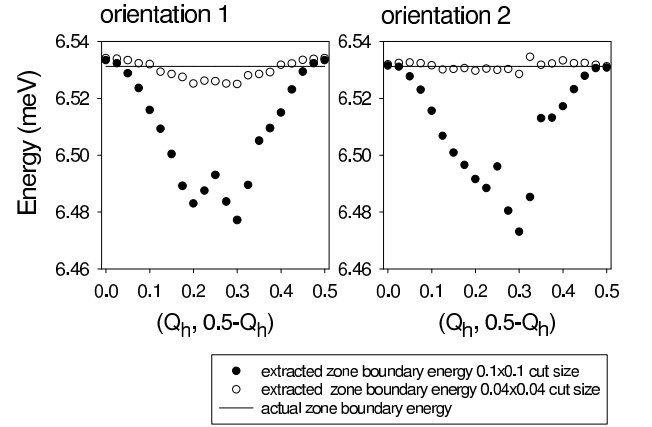 orientation 1
orientation 2
6.54
6.52
6.50
6.48
6.46
Energy (meV)
0.0 0.1 0.2 0.3 0.4 0.5
(Qh, 0.5-Qh)
6.54
6.52
6.50
6.48
6.46
0.0 0.1 0.2 0.3 0.4 0.5
(Qh, 0.5-Qh)
extracted zone boundary energy 0.1x0.1 cut size
extracted zone boundary energy 0.04x0.04 cut size
actual zone boundary energy